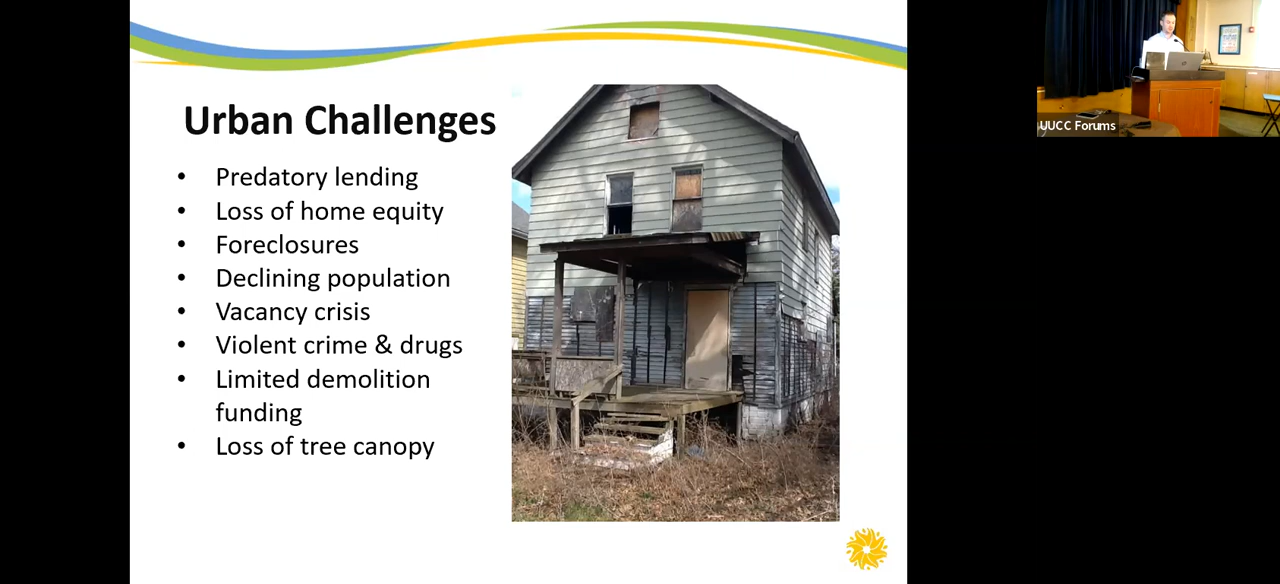 Urban Challenges
• Predatory lending
• Loss of home equity
• Foreclosures
• Declining population
• Vacancy crisis
• Violent crime & drugs
• Limited demolition
funding
• Loss of tree canopy
UUCC Forums